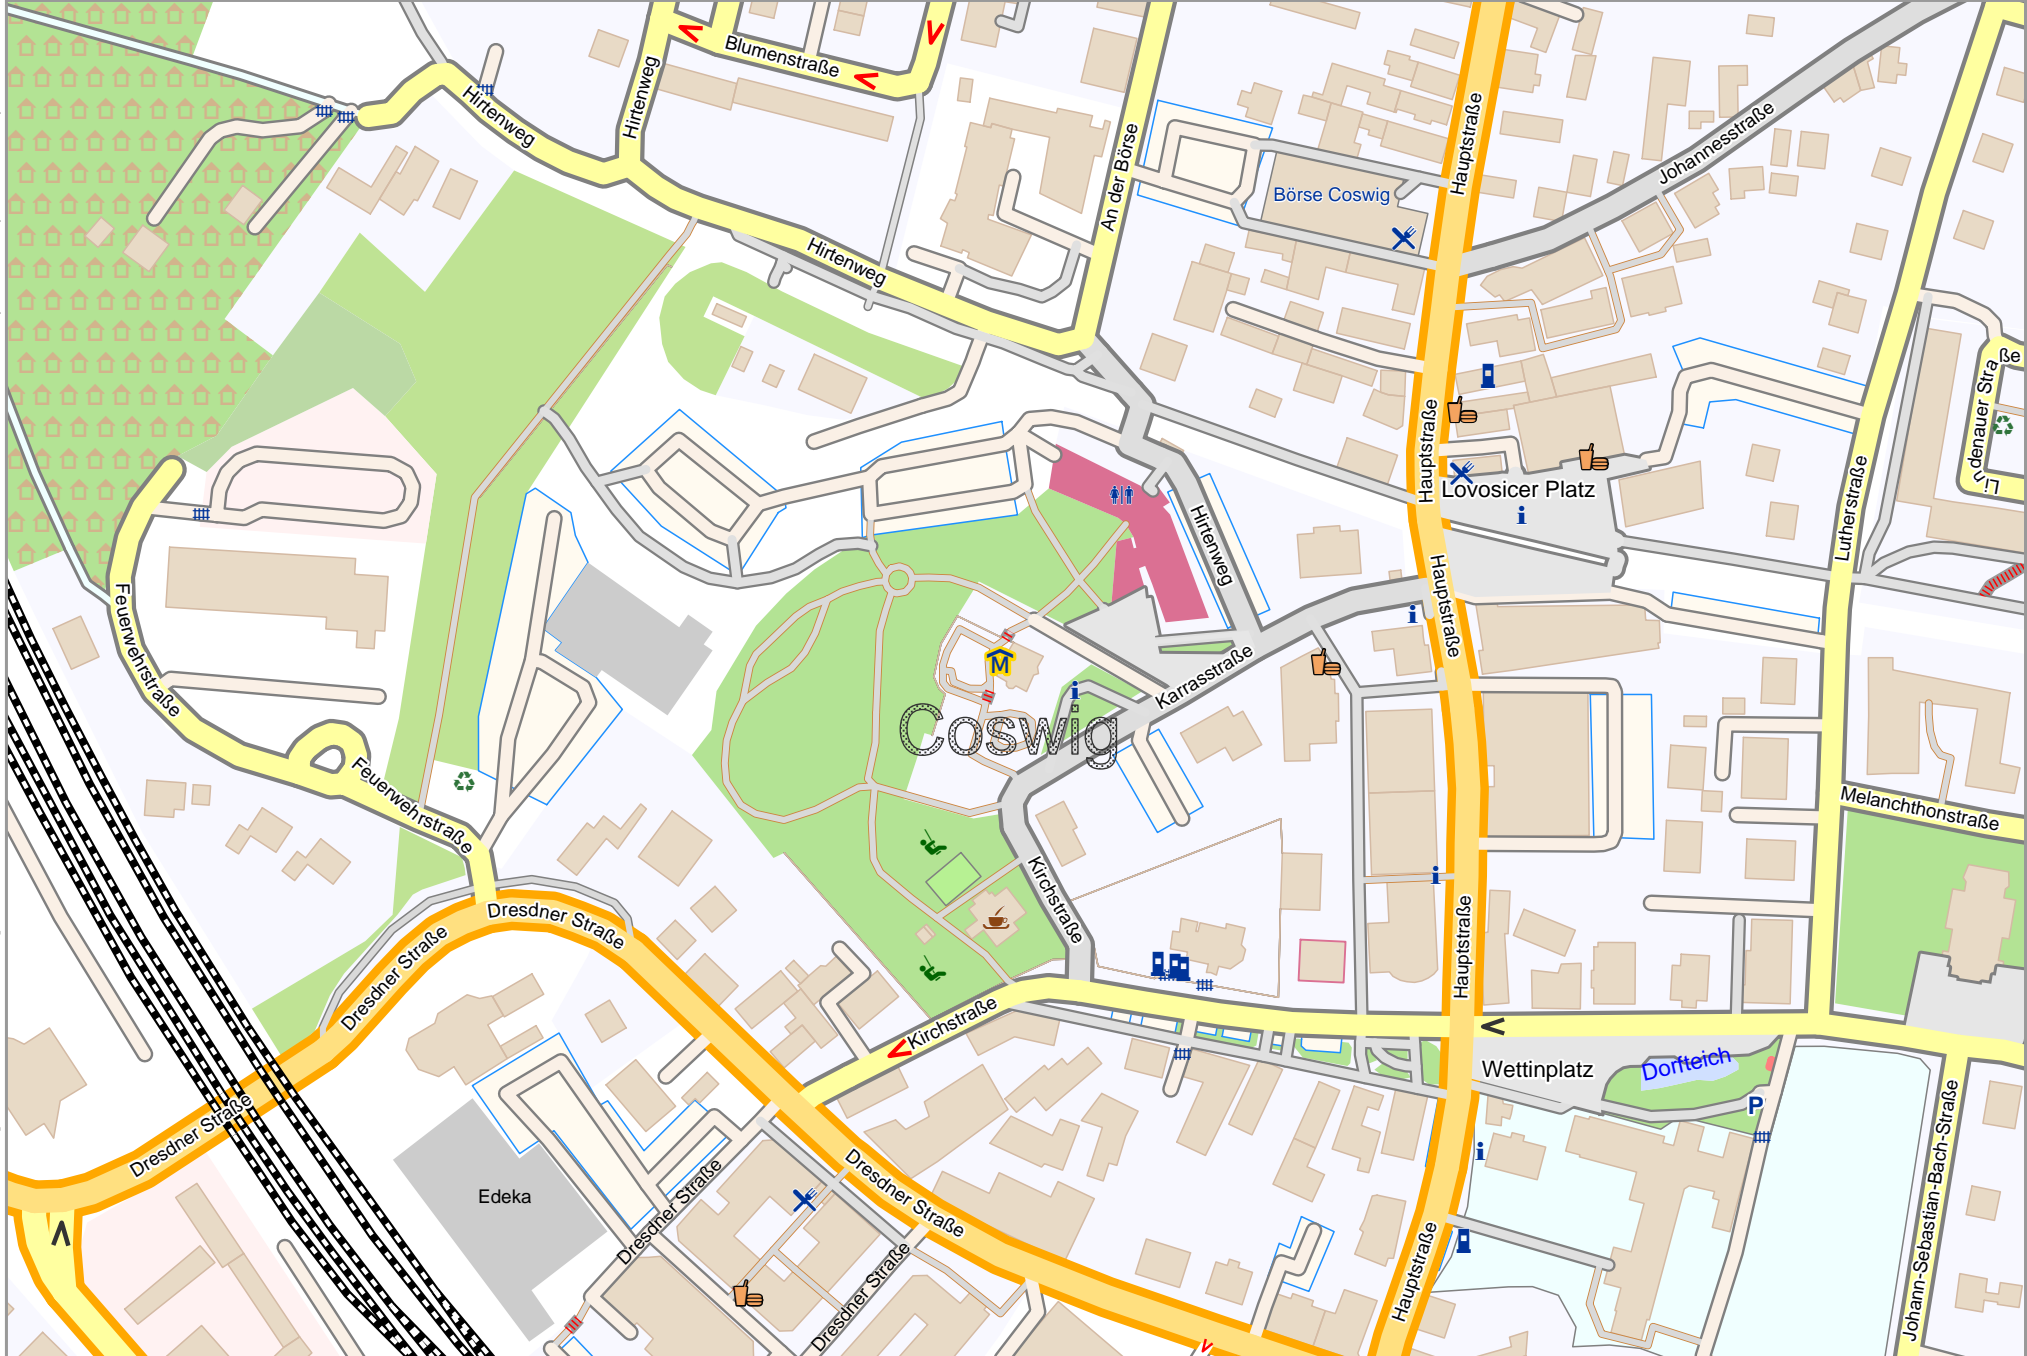 Blumenstraße
Hirtenweg
Hirtenweg
An der Börse
Hauptstraße
Johannesstraße
Börse Coswig
Hirtenweg
Hauptstraße
Lindenauer Straße
Lovosicer Platz
i
Lutherstraße
Hirtenweg
Hauptstraße
Feuerwehrstraße
i
M
Karrasstraße
i
Coswig
Feuerwehrstraße
Melanchthonstraße
Kirchstraße
i
Dresdner Straße
Dresdner Straße
Hauptstraße
Kirchstraße
Wettinplatz
Dorfteich
P
Dresdner Straße
i
Johann-Sebastian-Bach-Straße
Edeka
Dresdner Straße
Dresdner Straße
Dresdner Straße
Hauptstraße